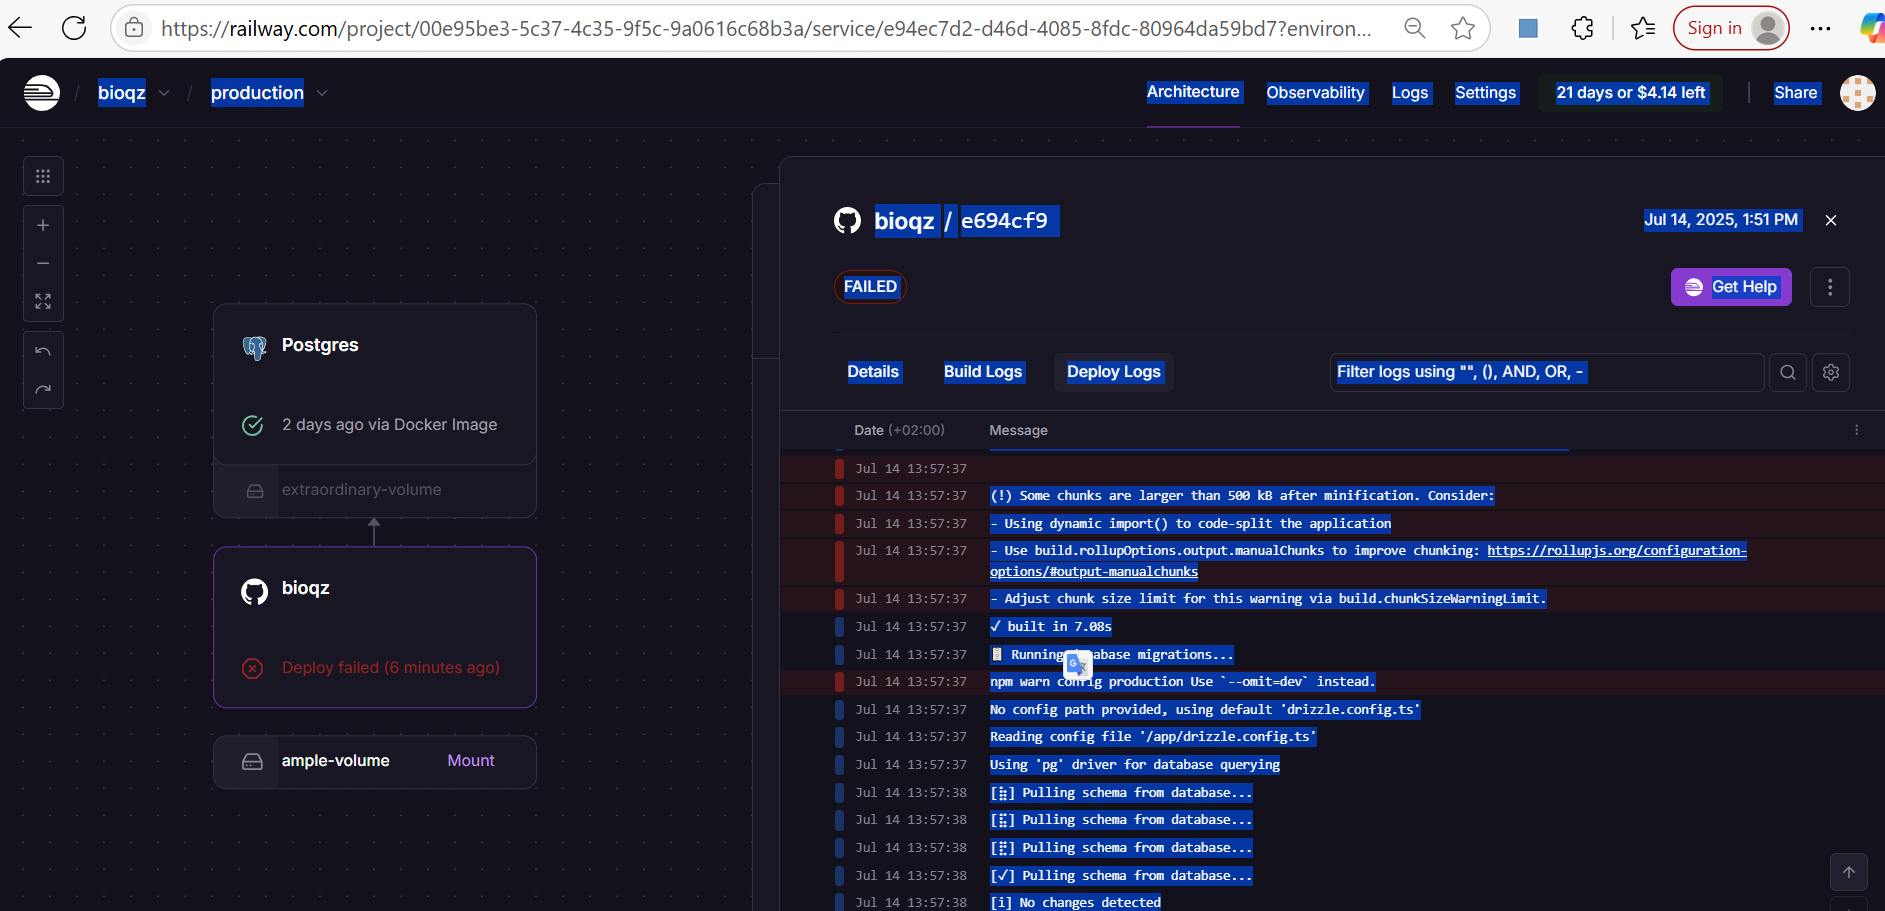 https://railway.com/project/00e95be3-5c37-4c35-9f5c-9a0616c68b3a/service/e94ec7d2-d46d-4085-8fdc-80964da59bd7?environ...
Sign in
/ bioqz / production
Architecture Observability Logs Settings 21 days or $4.14 left Share
bioqz / e694cf9 Jul 14, 2025, 1:51 PM
FAILED Get Help
Details Build Logs Deploy Logs Filter logs using "", (), AND, OR, -
Date (+02:00) Message
Jul 14 13:57:37
Jul 14 13:57:37 (!) Some chunks are larger than 500 kB after minification. Consider:
Jul 14 13:57:37 - Using dynamic import() to code-split the application
Jul 14 13:57:37 - Use build.rollupOptions.output.manualChunks to improve chunking: https://rollupjs.org/configuration-
options/#output-manualchunks
Jul 14 13:57:37 - Adjust chunk size limit for this warning via build.chunkSizeWarningLimit.
Jul 14 13:57:37 ✓ built in 7.08s
Jul 14 13:57:37 Running abase migrations...
Jul 14 13:57:37 npm warn config production Use `--omit=dev` instead.
Jul 14 13:57:37 No config path provided, using default 'drizzle.config.ts'
Jul 14 13:57:37 Reading config file '/app/drizzle.config.ts'
Jul 14 13:57:37 Using 'pg' driver for database querying
Jul 14 13:57:38 [⣷] Pulling schema from database...
Jul 14 13:57:38 [⣯] Pulling schema from database...
Jul 14 13:57:38 [⣟] Pulling schema from database...
Jul 14 13:57:38 [✓] Pulling schema from database...
Jul 14 13:57:38 [i] No changes detected
Postgres
2 days ago via Docker Image
extraordinary-volume
bioqz
Deploy failed (6 minutes ago)
ample-volume Mount